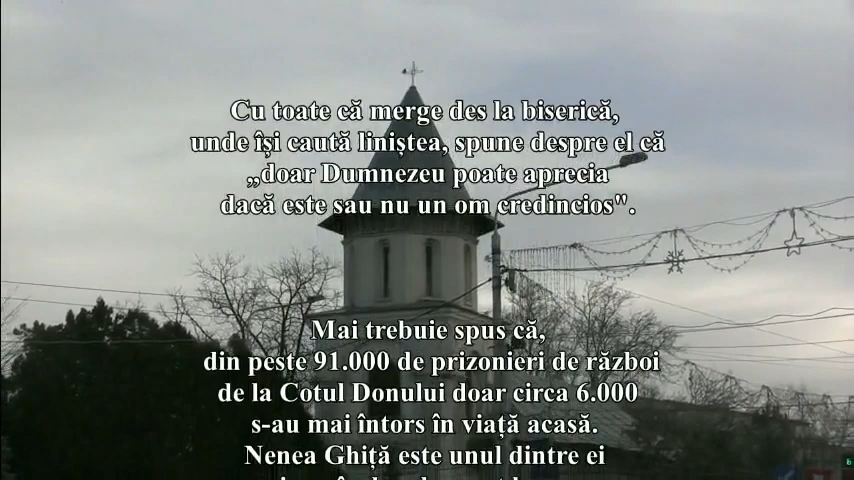 Cu toate că merge des la biserică,
unde își caută liniștea, spune despre el că
„doar Dumnezeu poate aprecia
dacă este sau nu un om credincios".
Mai trebuie spus că,
din peste 91.000 de prizonieri de război
de la Cotul Donului doar circa 6.000
s-au mai întors în viață acasă.
Nenea Ghiță este unul dintre ei